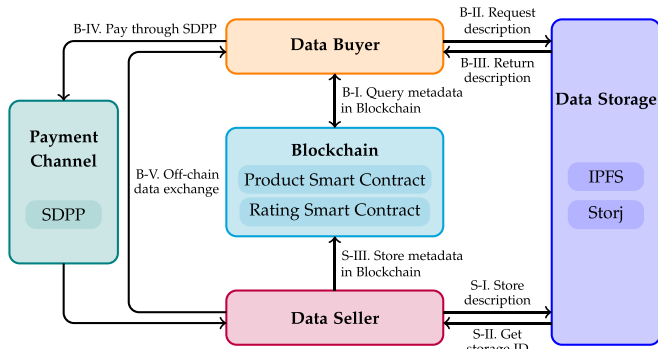 B-IV. Pay through SDPP
Data Buyer
B-II. Request
description
B-III. Return
description
B-I. Query metadata
in Blockchain
Data Storage
IPFS
Storj
Payment
Channel
SDPP
B-V. Off-chain
data exchange
Blockchain
Product Smart Contract
Rating Smart Contract
S-III. Store metadata
in Blockchain
Data Seller
S-I. Store
description
S-II. Get
storage ID